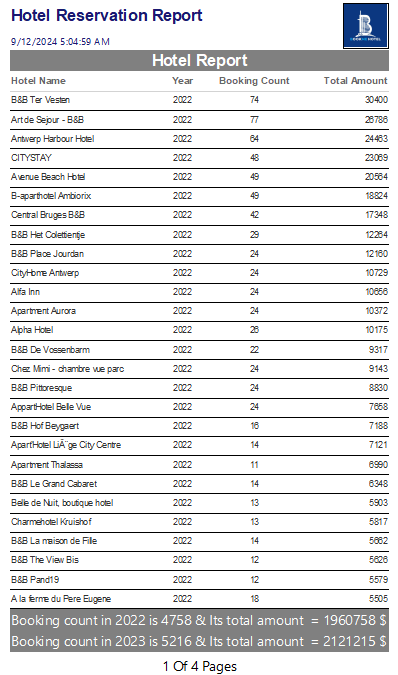 Hotel Reservation Report
BOOKING HOTEL
9/12/2024 5:04:59 AM
Hotel Report
Hotel Name Year Booking Count Total Amount
B&B Ter Vesten 2022 74 30400
Art de Sejour - B&B 2022 77 26786
Antwerp Harbour Hotel 2022 64 24463
CITYSTAY 2022 48 23069
Avenue Beach Hotel 2022 49 20564
B-aparthotel Ambiorix 2022 49 18824
Central Bruges B&B 2022 42 17348
B&B Het Colettientje 2022 29 12264
B&B Place Jourdan 2022 24 12160
CityHome Antwerp 2022 24 10729
Alfa Inn 2022 24 10656
Apartment Aurora 2022 24 10372
Alpha Hotel 2022 26 10175
B&B De Vossenbarm 2022 22 9317
Chez Mimi - chambre vue parc 2022 24 9143
B&B Pittoresque 2022 24 8830
AppartHotel Belle Vue 2022 24 7658
B&B Hof Beygaert 2022 16 7188
Apart'Hotel LiÃ¨ge City Centre 2022 14 7121
Apartment Thalassa 2022 11 6990
B&B Le Grand Cabaret 2022 14 6348
Belle de Nuit, boutique hotel 2022 13 5903
Charmehotel Kruishof 2022 13 5817
B&B La maison de Fille 2022 14 5662
B&B The View Bis 2022 12 5626
B&B Pand19 2022 12 5579
A la ferme du Pere Eugene 2022 18 5505
Booking count in 2022 is 4758 & Its total amount = 1960758 $
Booking count in 2023 is 5216 & Its total amount = 2121215 $
1 Of 4 Pages